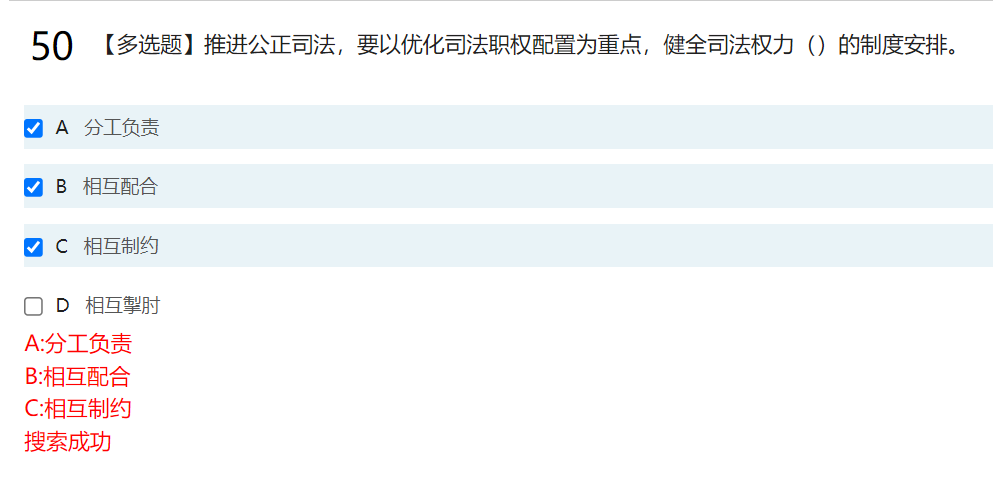 50 【多选题】推进公正司法，要以优化司法职权配置为重点，健全司法权力（）的制度安排。
A 分工负责
B 相互配合
C 相互制约
D 相互掣肘
A:分工负责
B:相互配合
C:相互制约
搜索成功